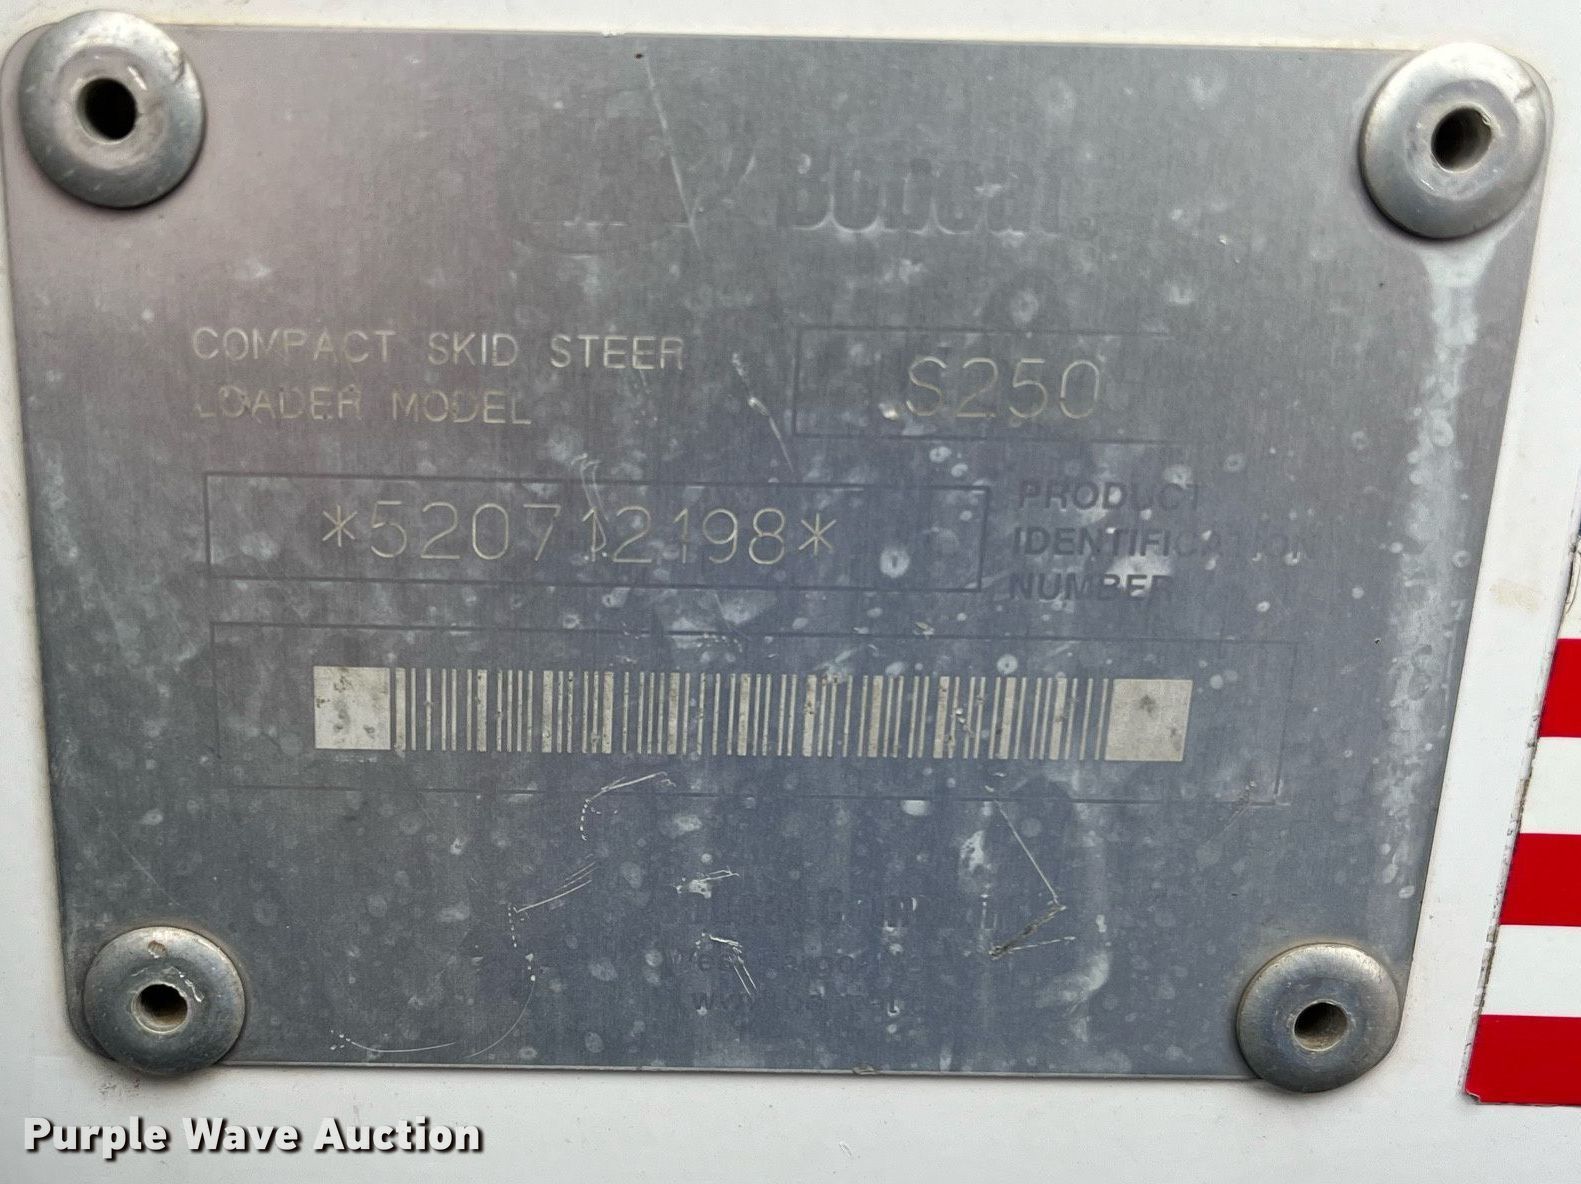 Bobcat
COMPACT SKID STEER
LOADER MODEL
S250
*520712198*
PRODUCT
IDENTIFICATION
NUMBER
Purple Wave Auction